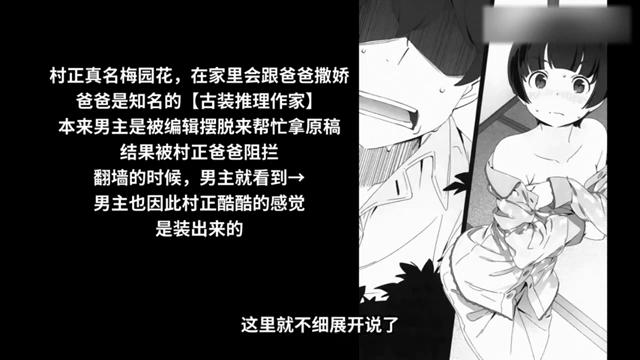 村正真名梅园花，在家里会跟爸爸撒娇
爸爸是知名的【古装推理作家】
本来男主是被编辑摆脱来帮忙拿原稿
结果被村正爸爸阻拦
翻墙的时候，男主就看到→
男主也因此村正酷酷的感觉
是装出来的
这里就不细展开说了